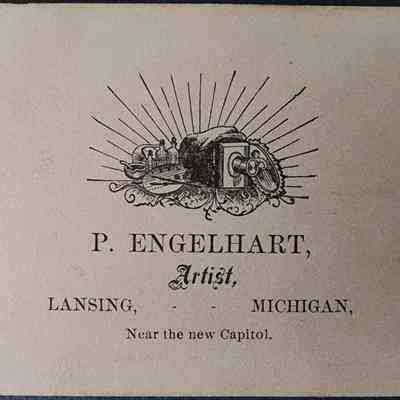 P. ENGELHART,
Artist,
LANSING, - - MICHIGAN,
Near the new Capitol.